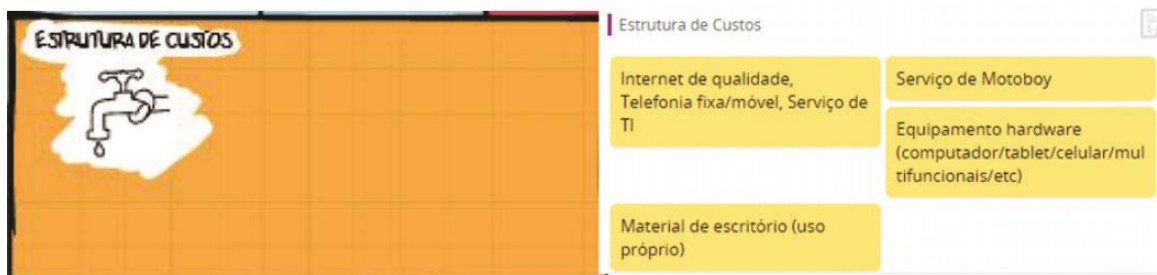 ESTRUTURA DE CUSTOS
Estrutura de Custos
Internet de qualidade,
Telefonia fixa/móvel, Serviço de
TI
Serviço de Motoboy
Equipamento hardware
(computador/tablet/celular/mul
tifuncionais/etc)
Material de escritório (uso
próprio)